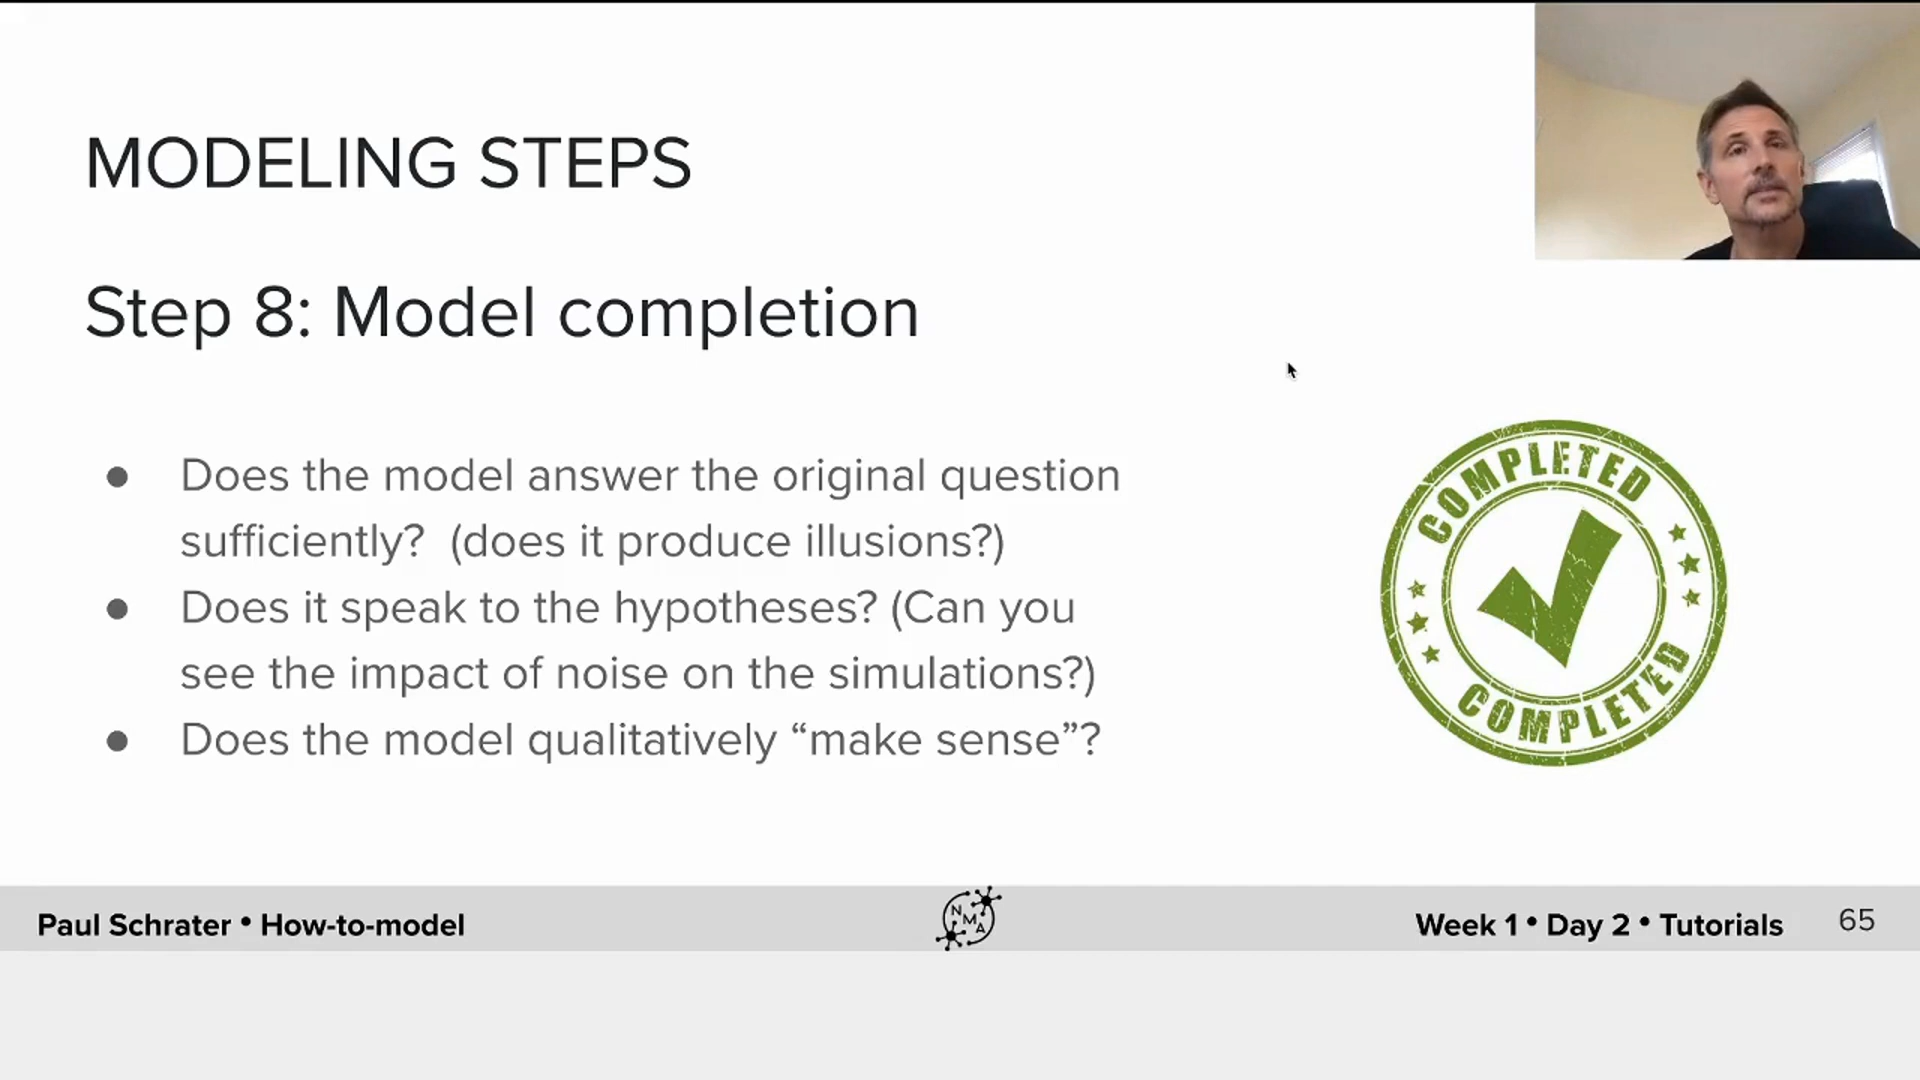 MODELING STEPS
Step 8: Model completion
● Does the model answer the original question
sufficiently?  (does it produce illusions?)
● Does it speak to the hypotheses? (Can you
see the impact of noise on the simulations?)
● Does the model qualitatively “make sense”?
COMPLETED
COMPLETED
Paul Schrater • How-to-model
N
M
A
Week 1 • Day 2 • Tutorials
65